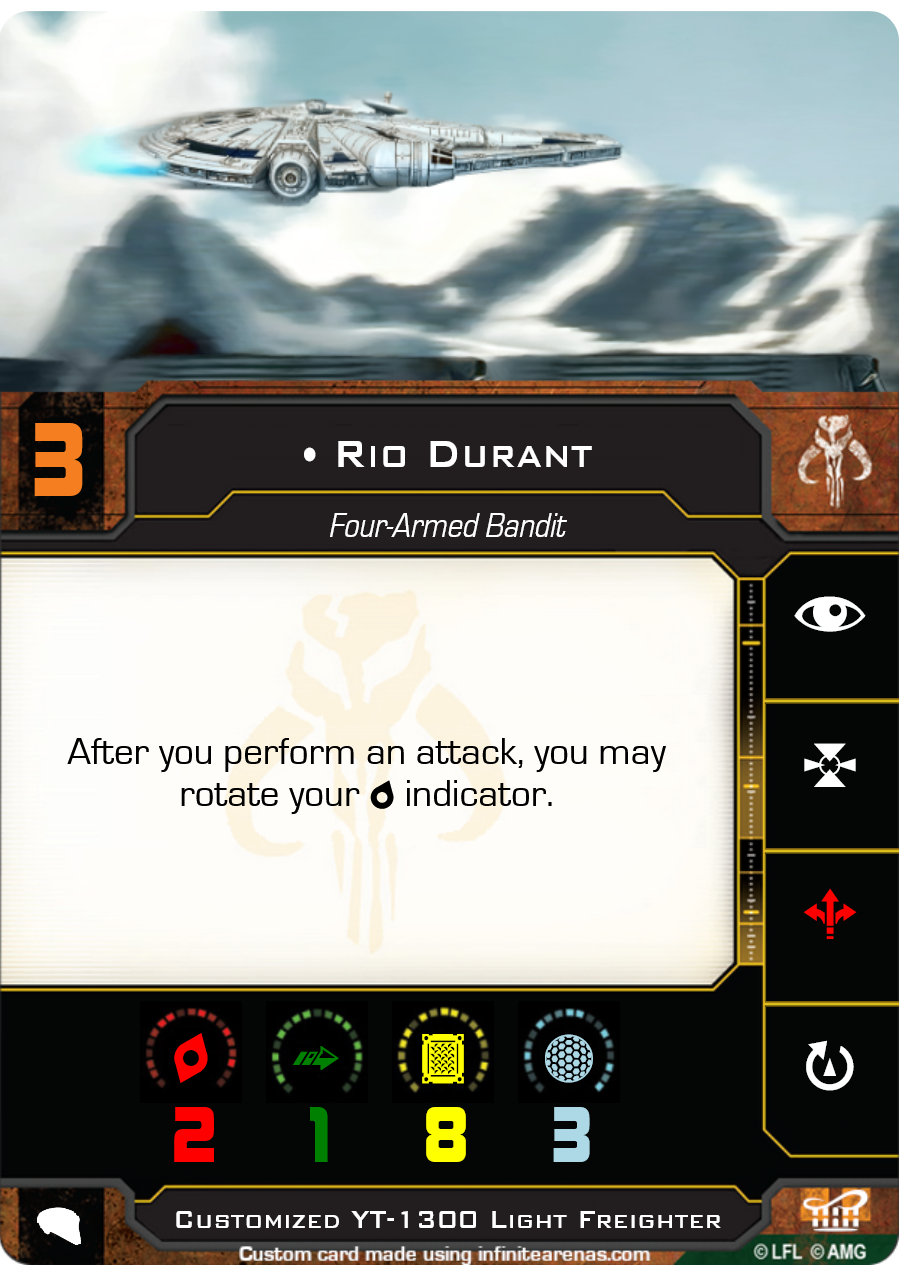 3
• Rio Durant
Four-Armed Bandit
After you perform an attack, you may
rotate your indicator.
2 1 8 3
Customized YT-1300 Light Freighter
Custom card made using infinitearenas.com
© LFL © AMG